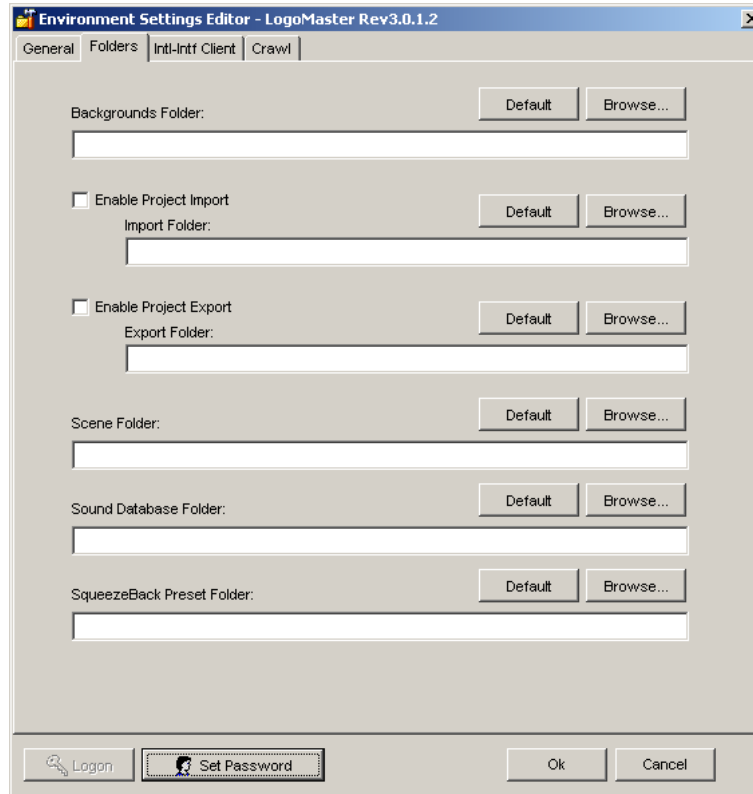 Environment Settings Editor - LogoMaster Rev3.0.1.2
General Folders Intl-Intf Client Crawl
Backgrounds Folder: Default Browse...
Enable Project Import
Import Folder: Default Browse...
Enable Project Export
Export Folder: Default Browse...
Scene Folder: Default Browse...
Sound Database Folder: Default Browse...
SqueezeBack Preset Folder: Default Browse...
Logon Set Password Ok Cancel